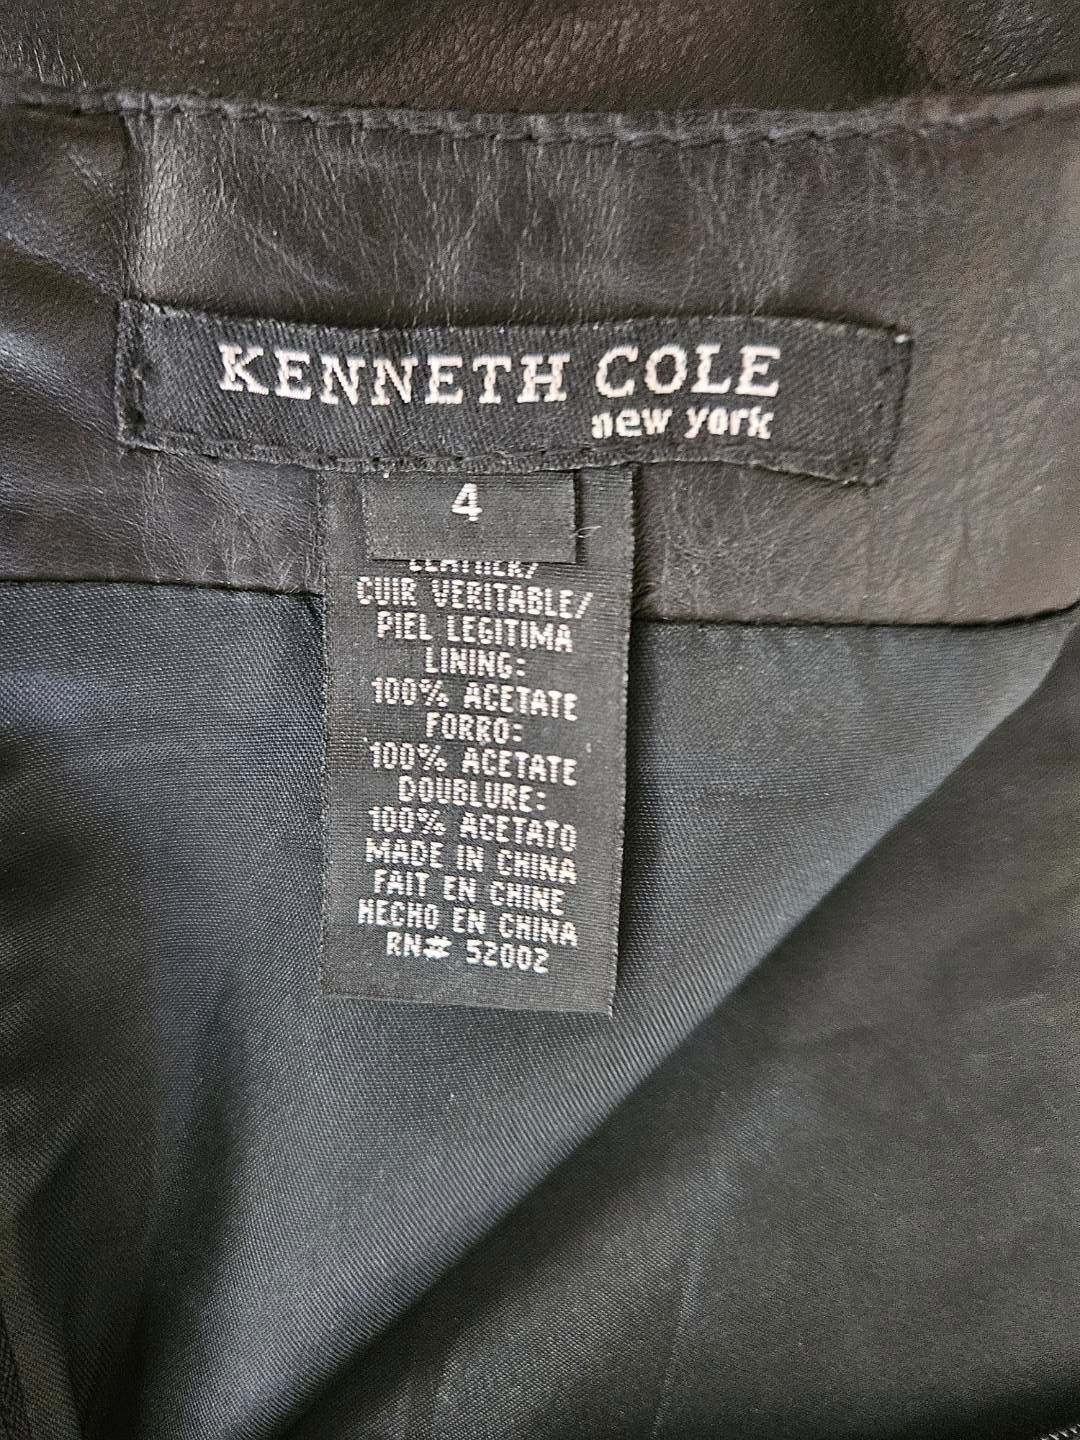 KENNETH COLE
new york
4
LEATHER/
CUIR VERITABLE/
PIEL LEGITIMA
LINING:
100% ACETATE
FORRO:
100% ACETATE
DOUBLURE:
100% ACETATO
MADE IN CHINA
FAIT EN CHINE
HECHO EN CHINA
RN# 52002